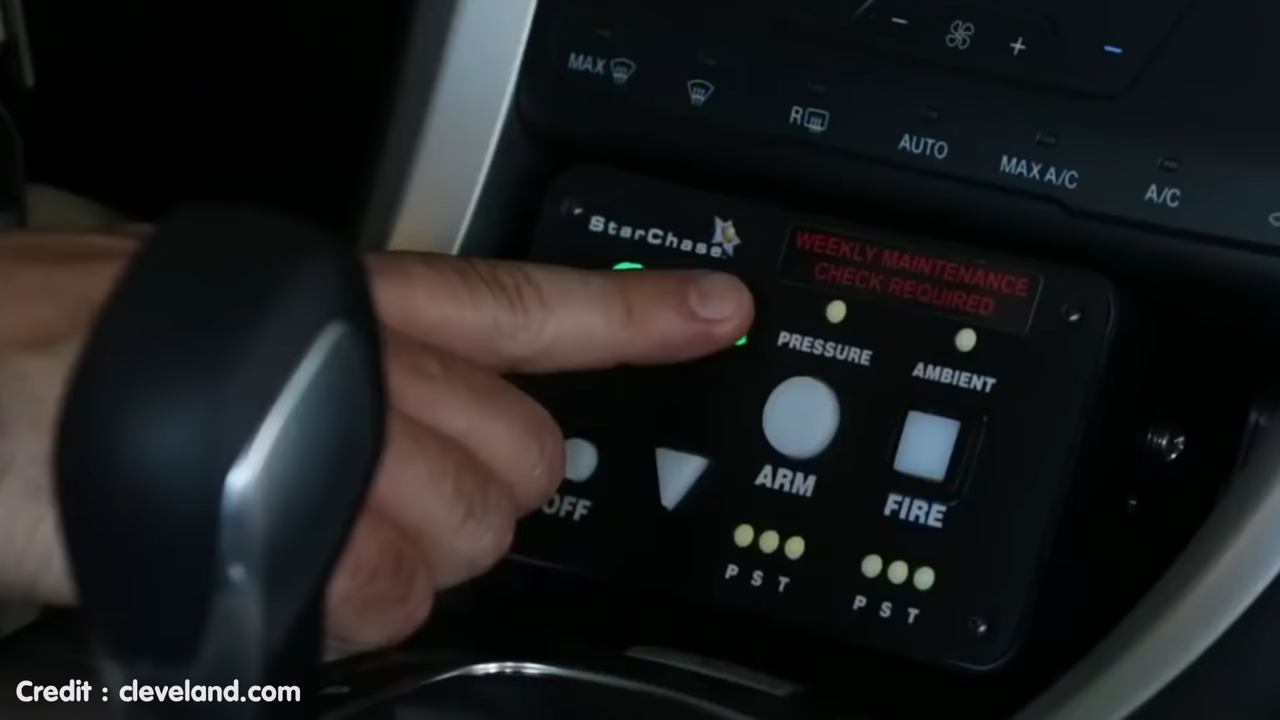 − +
MAX
R
AUTO
MAX A/C
A/C
StarChase
WEEKLY MAINTENANCE
CHECK REQUIRED
PRESSURE
AMBIENT
OFF
ARM
FIRE
P S T
P S T
Credit : cleveland.com